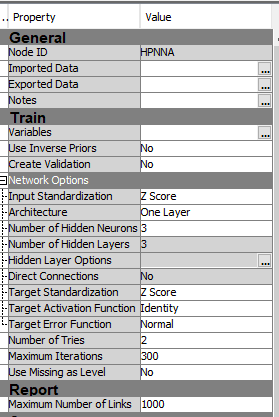 .. Property Value
General
Node ID HPNNA
Imported Data ...
Exported Data ...
Notes ...
Train
Variables ...
Use Inverse Priors No
Create Validation No
Network Options
Input Standardization Z Score
Architecture One Layer
Number of Hidden Neurons 3
Number of Hidden Layers 3
Hidden Layer Options ...
Direct Connections No
Target Standardization Z Score
Target Activation Function Identity
Target Error Function Normal
Number of Tries 2
Maximum Iterations 300
Use Missing as Level No
Report
Maximum Number of Links 1000